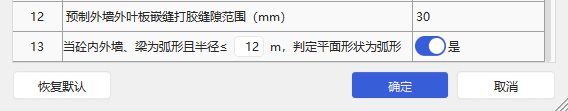 12 预制外墙外叶板嵌缝打胶缝隙范围（mm） 30
13 当砼内外墙、梁为弧形且半径≤ 12 m，判定平面形状为弧形 是
恢复默认 确定 取消